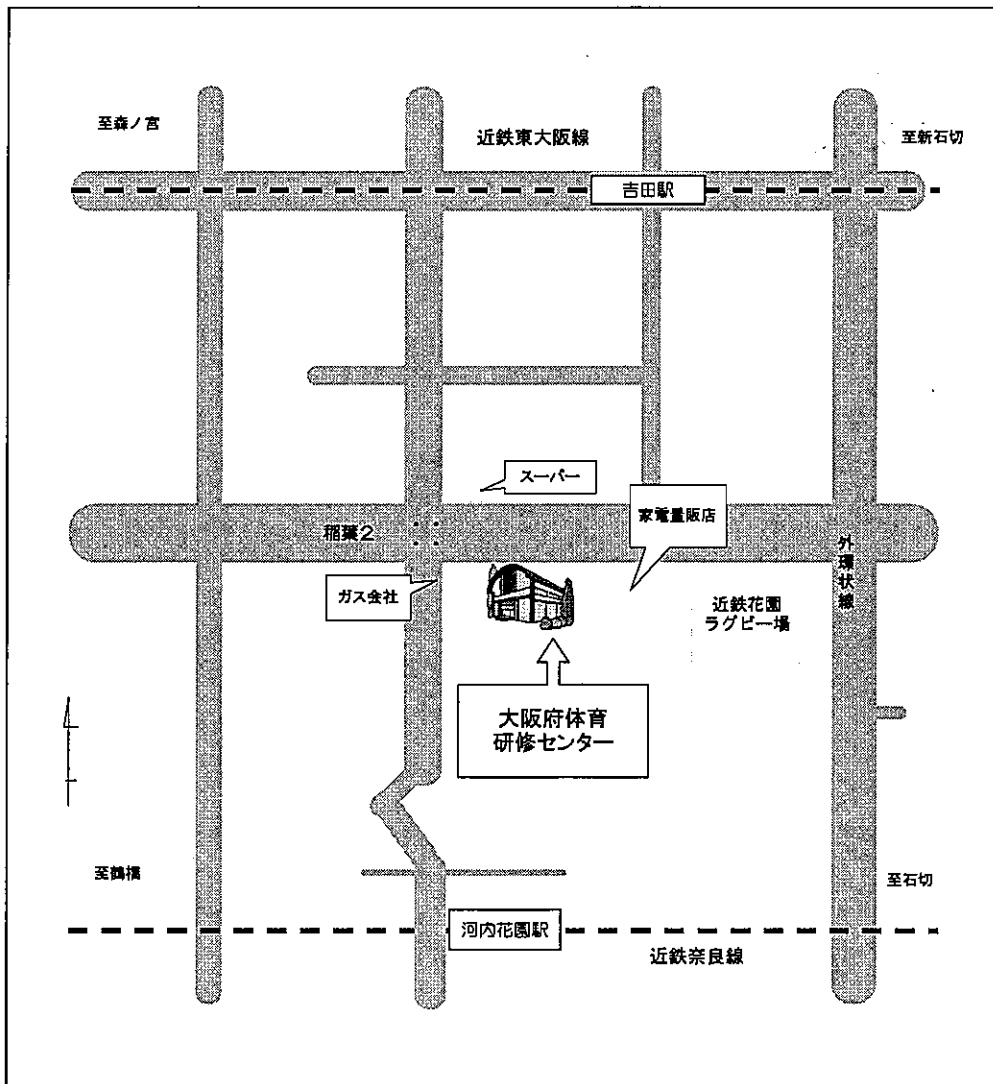 至森ノ宮
近鉄東大阪線
至新石切
吉田駅
スーパー
家電量販店
稲葉2
外環状線
ガス会社
近鉄花園
ラグビー場
大阪府体育
研修センター
至鶴橋
至石切
河内花園駅
近鉄奈良線